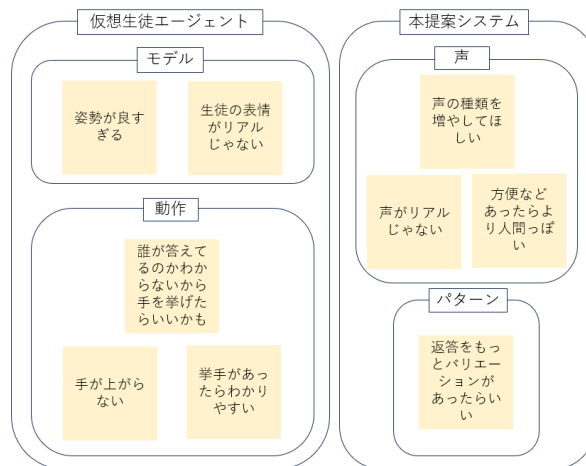 仮想生徒エージェント
モデル
姿勢が良す
ぎる
生徒の表情
がリアル
じゃない
動作
誰が答えて
るのかわか
らないから
手を挙げた
らいいかも
手が上がら
ない
挙手があっ
たらわかり
やすい
本提案システム
声
声の種類を
増やしてほ
しい
声がリアル
じゃない
方便など
あったらよ
り人間っぽ
い
パターン
返答をもっ
とバリエー
ションが
あったらい
い